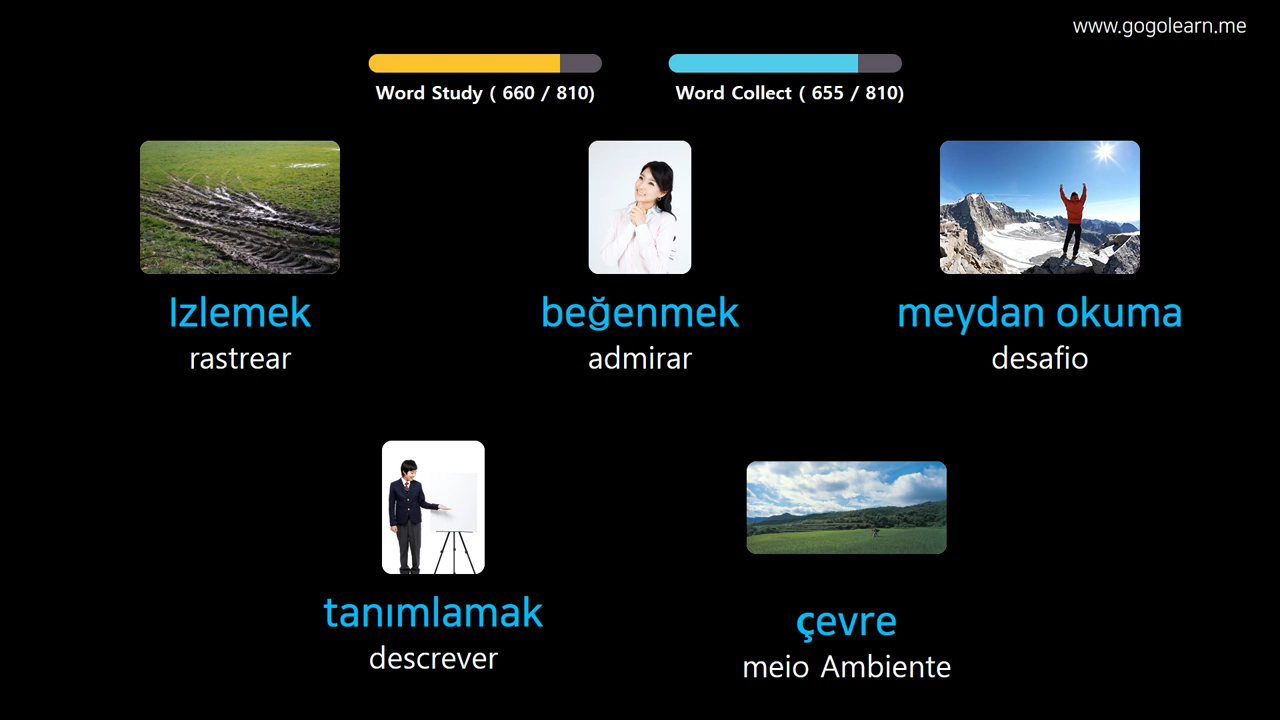 www.gogolearn.me
Word Study ( 660 / 810)
Word Collect ( 655 / 810)
Izlemek
rastrear
beğenmek
admirar
meydan okuma
desafio
tanımlamak
descrever
çevre
meio Ambiente